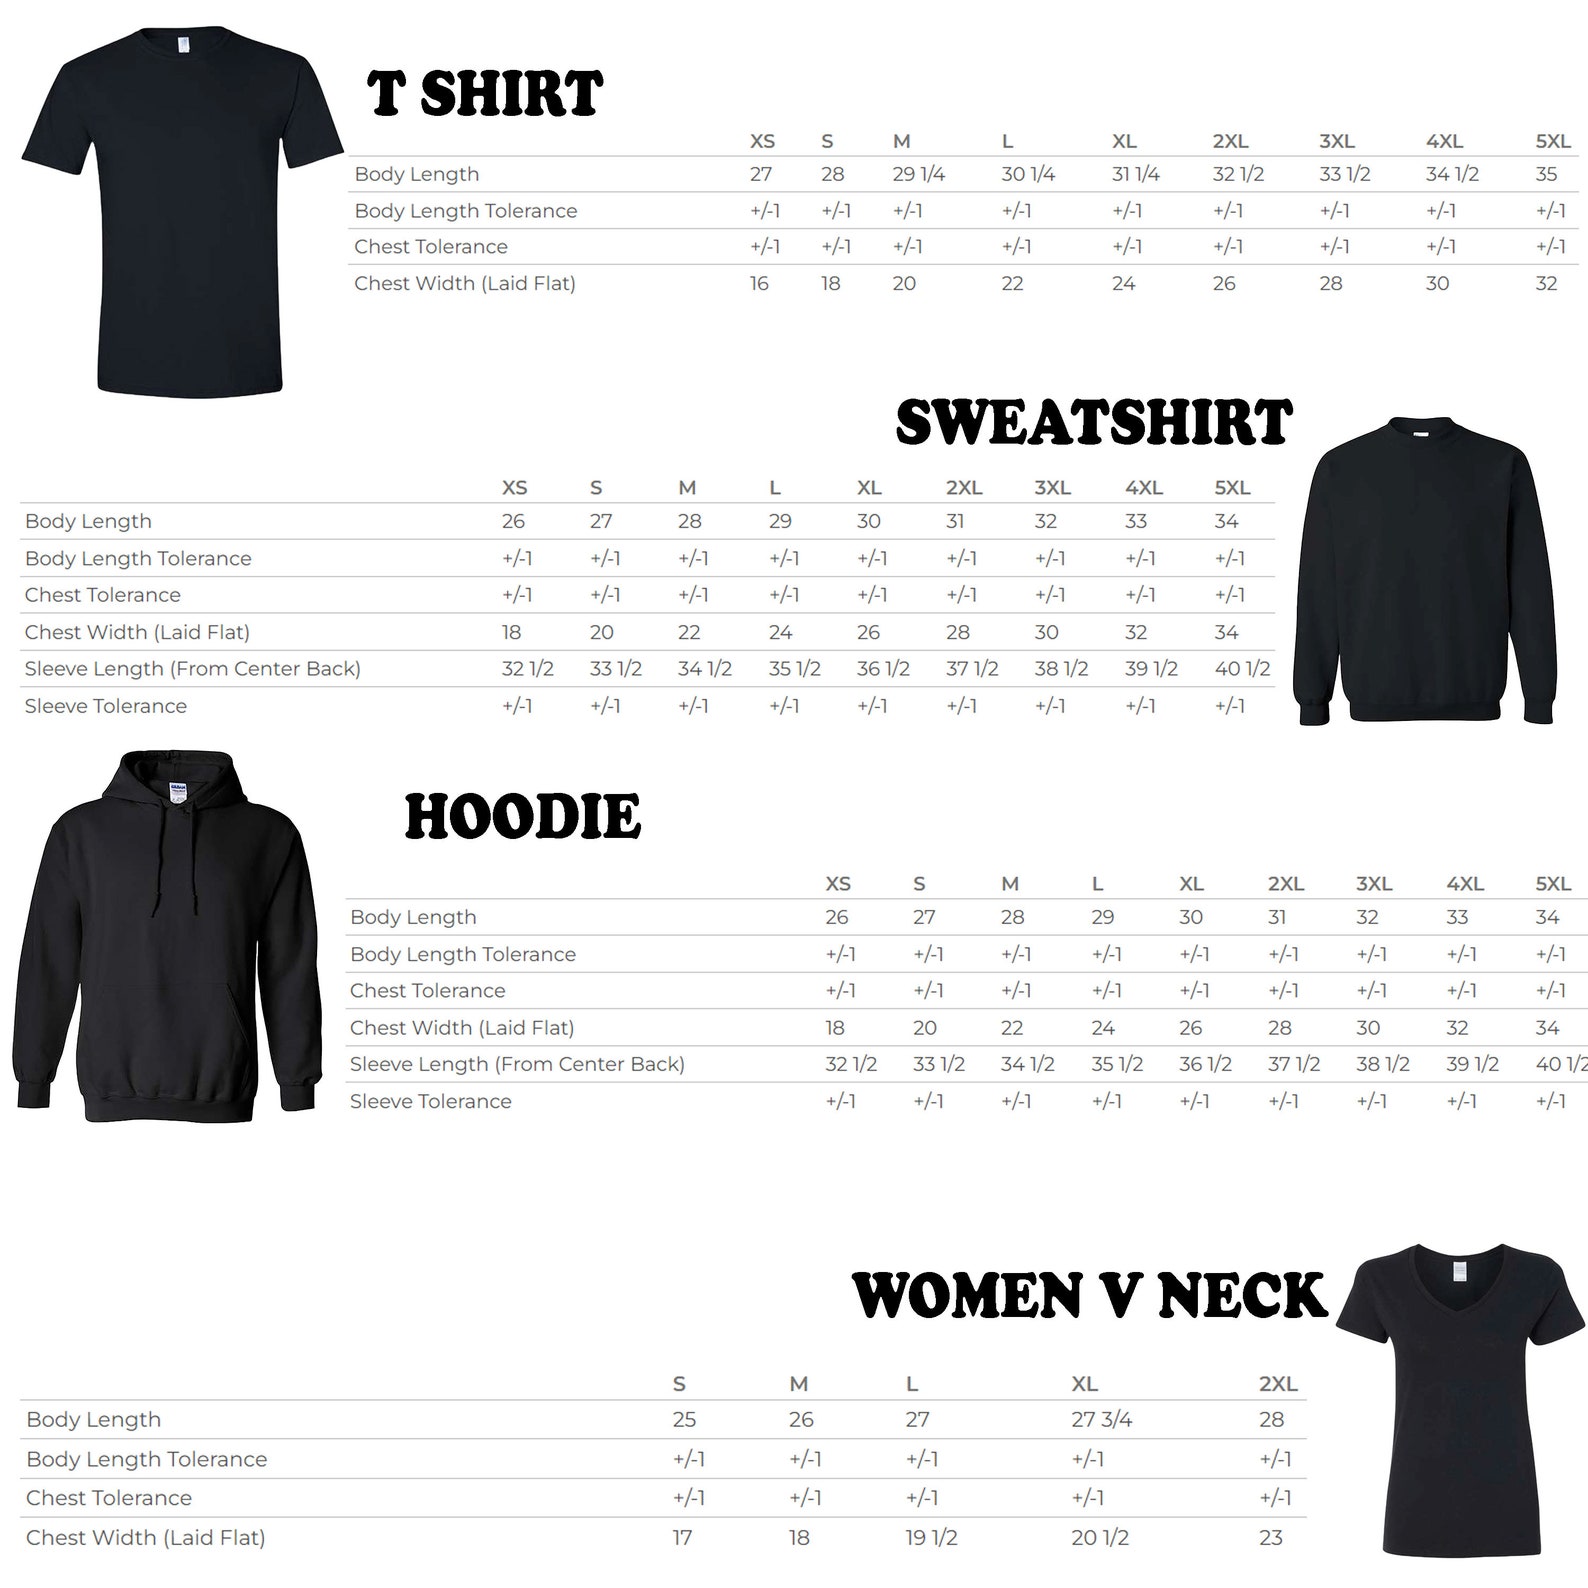 T SHIRT
XS S M L XL 2XL 3XL 4XL 5XL
Body Length 27 28 29 1/4 30 1/4 31 1/4 32 1/2 33 1/2 34 1/2 35
Body Length Tolerance +/-1 +/-1 +/-1 +/-1 +/-1 +/-1 +/-1 +/-1 +/-1
Chest Tolerance +/-1 +/-1 +/-1 +/-1 +/-1 +/-1 +/-1 +/-1 +/-1
Chest Width (Laid Flat) 16 18 20 22 24 26 28 30 32
SWEATSHIRT
XS S M L XL 2XL 3XL 4XL 5XL
Body Length 26 27 28 29 30 31 32 33 34
Body Length Tolerance +/-1 +/-1 +/-1 +/-1 +/-1 +/-1 +/-1 +/-1 +/-1
Chest Tolerance +/-1 +/-1 +/-1 +/-1 +/-1 +/-1 +/-1 +/-1 +/-1
Chest Width (Laid Flat) 18 20 22 24 26 28 30 32 34
Sleeve Length (From Center Back) 32 1/2 33 1/2 34 1/2 35 1/2 36 1/2 37 1/2 38 1/2 39 1/2 40 1/2
Sleeve Tolerance +/-1 +/-1 +/-1 +/-1 +/-1 +/-1 +/-1 +/-1 +/-1
HOODIE
XS S M L XL 2XL 3XL 4XL 5XL
Body Length 26 27 28 29 30 31 32 33 34
Body Length Tolerance +/-1 +/-1 +/-1 +/-1 +/-1 +/-1 +/-1 +/-1 +/-1
Chest Tolerance +/-1 +/-1 +/-1 +/-1 +/-1 +/-1 +/-1 +/-1 +/-1
Chest Width (Laid Flat) 18 20 22 24 26 28 30 32 34
Sleeve Length (From Center Back) 32 1/2 33 1/2 34 1/2 35 1/2 36 1/2 37 1/2 38 1/2 39 1/2 40 1/2
Sleeve Tolerance +/-1 +/-1 +/-1 +/-1 +/-1 +/-1 +/-1 +/-1 +/-1
WOMEN V NECK
S M L XL 2XL
Body Length 25 26 27 27 3/4 28
Body Length Tolerance +/-1 +/-1 +/-1 +/-1 +/-1
Chest Tolerance +/-1 +/-1 +/-1 +/-1 +/-1
Chest Width (Laid Flat) 17 18 19 1/2 20 1/2 23